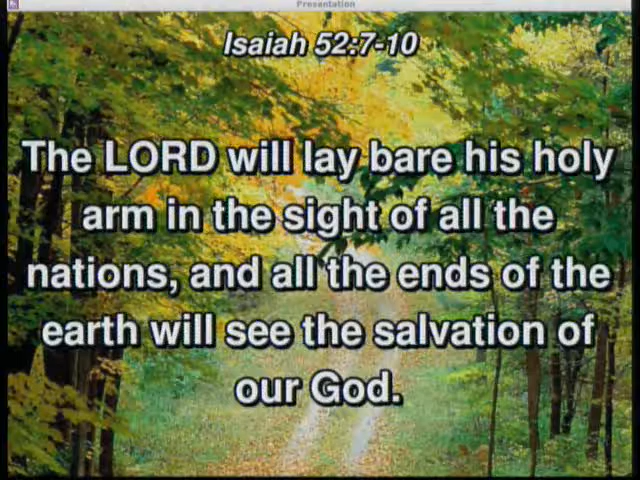 Presentation
Isaiah 52:7-10
The LORD will lay bare his holy
arm in the sight of all the
nations, and all the ends of the
earth will see the salvation of
our God.